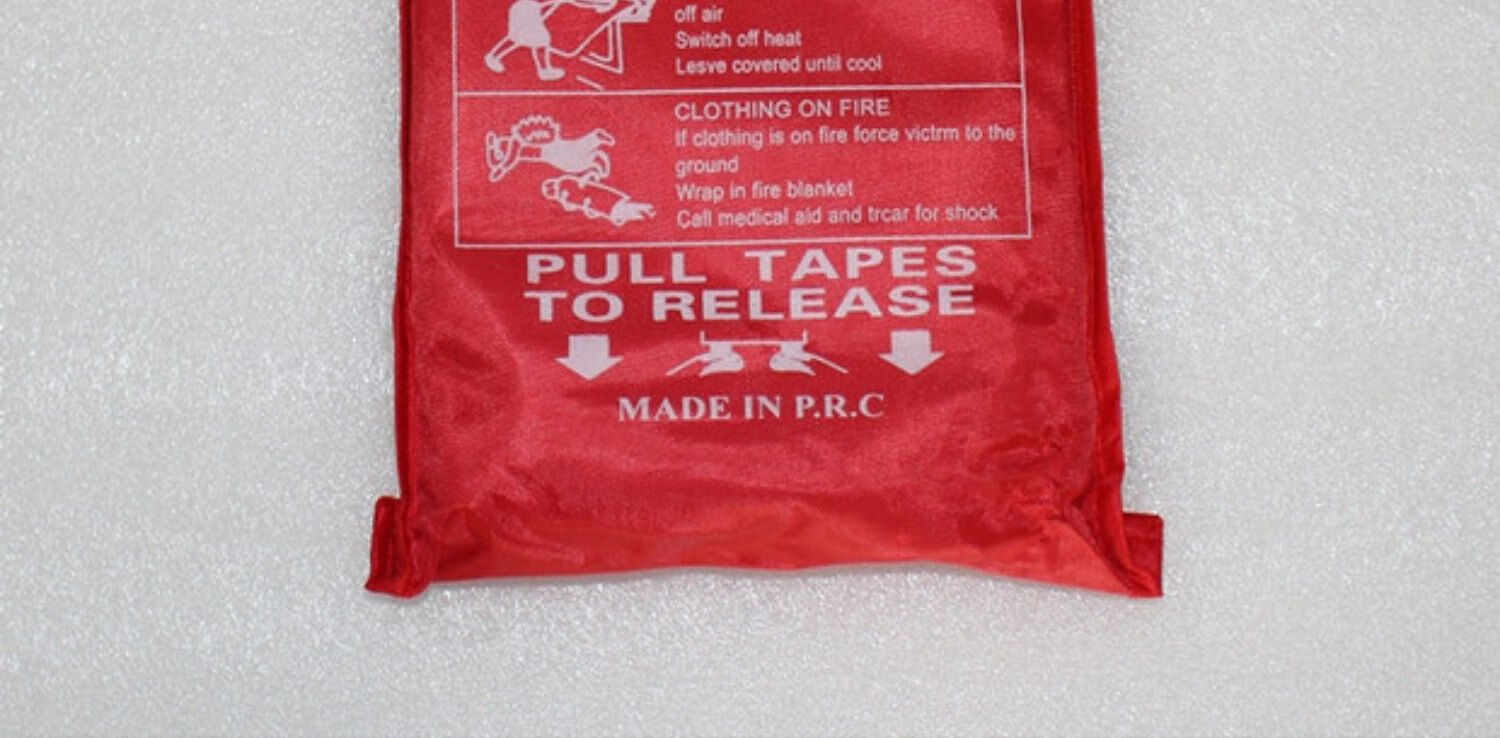 off air
Switch off heat
Lesve covered until cool
CLOTHING ON FIRE
If clothing is on fire force victrm to the
ground
Wrap in fire blanket
Call medical aid and trcar for shock
PULL TAPES
TO RELEASE
MADE IN P.R.C